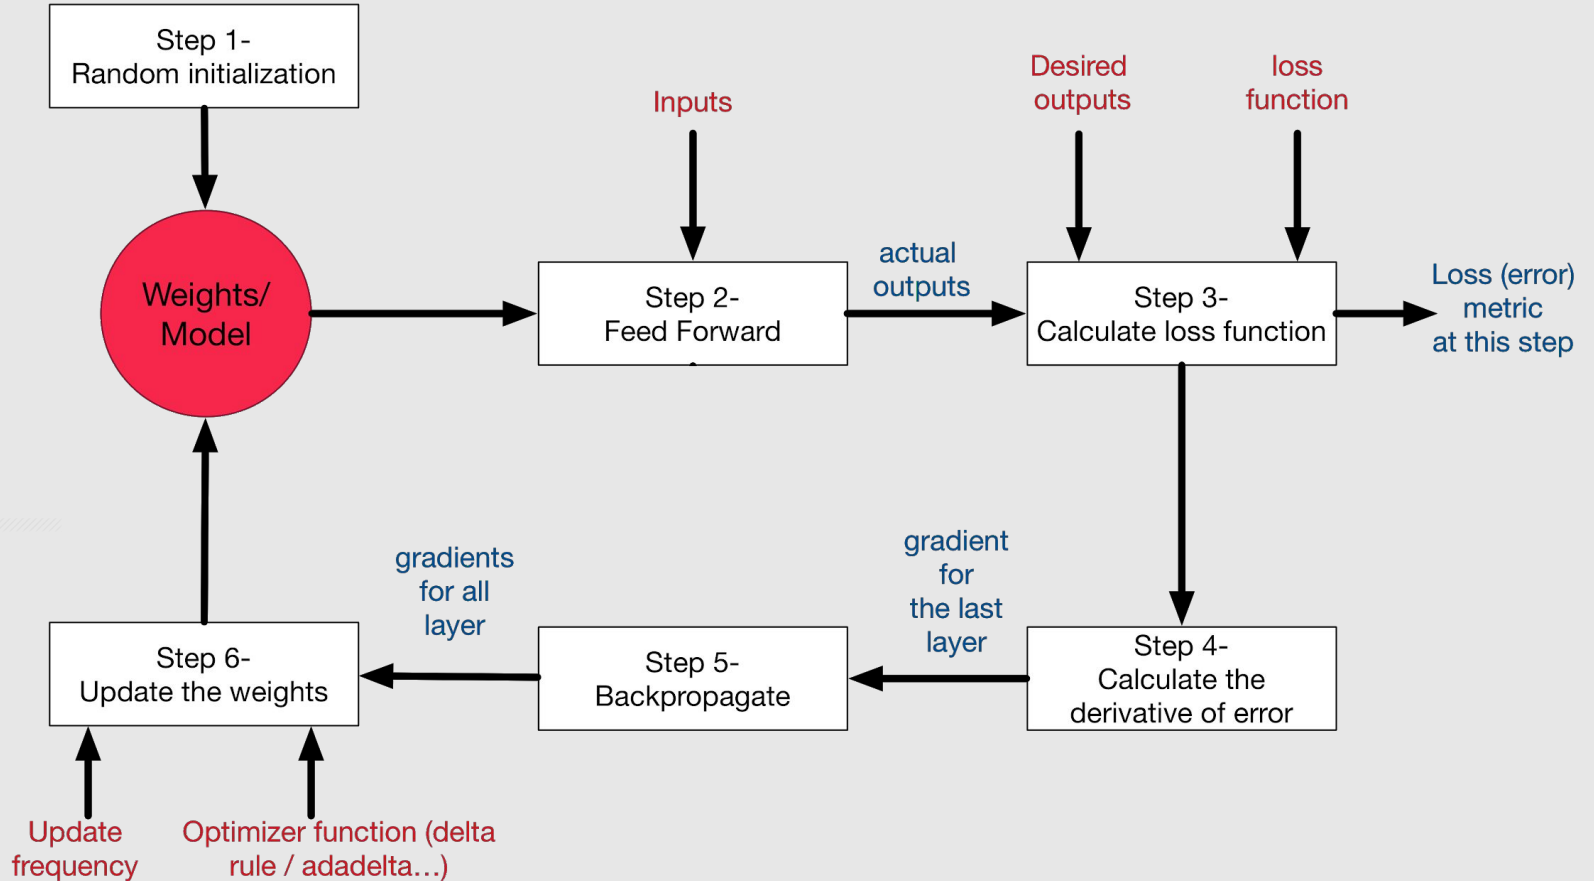 Step 1-
Random initialization
Inputs
Desired
outputs
loss
function
Weights/
Model
Step 2-
Feed Forward
actual
outputs
Step 3-
Calculate loss function
Loss (error)
metric
at this step
gradients
for all
layer
gradient
for
the last
layer
Step 6-
Update the weights
Step 5-
Backpropagate
Step 4-
Calculate the
derivative of error
Update
frequency
Optimizer function (delta
rule / adadelta...)